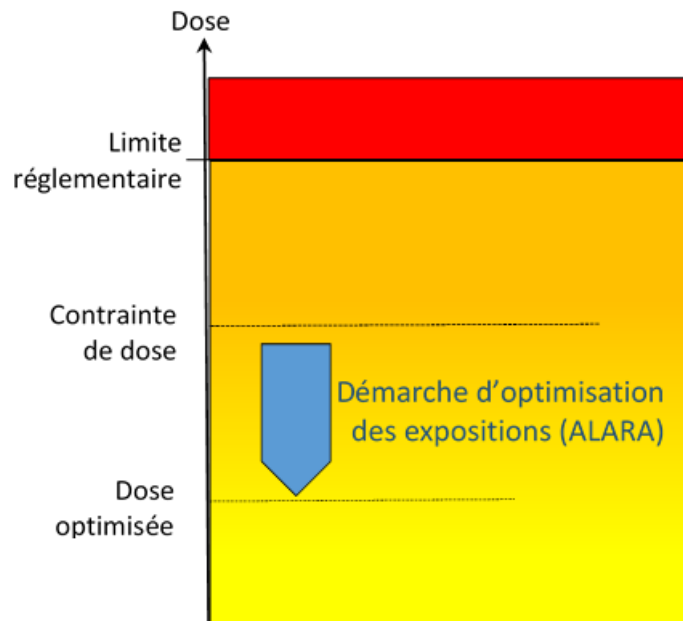 Dose
Limite
réglementaire
Contrainte
de dose
Démarche d'optimisation
des expositions (ALARA)
Dose
optimisée